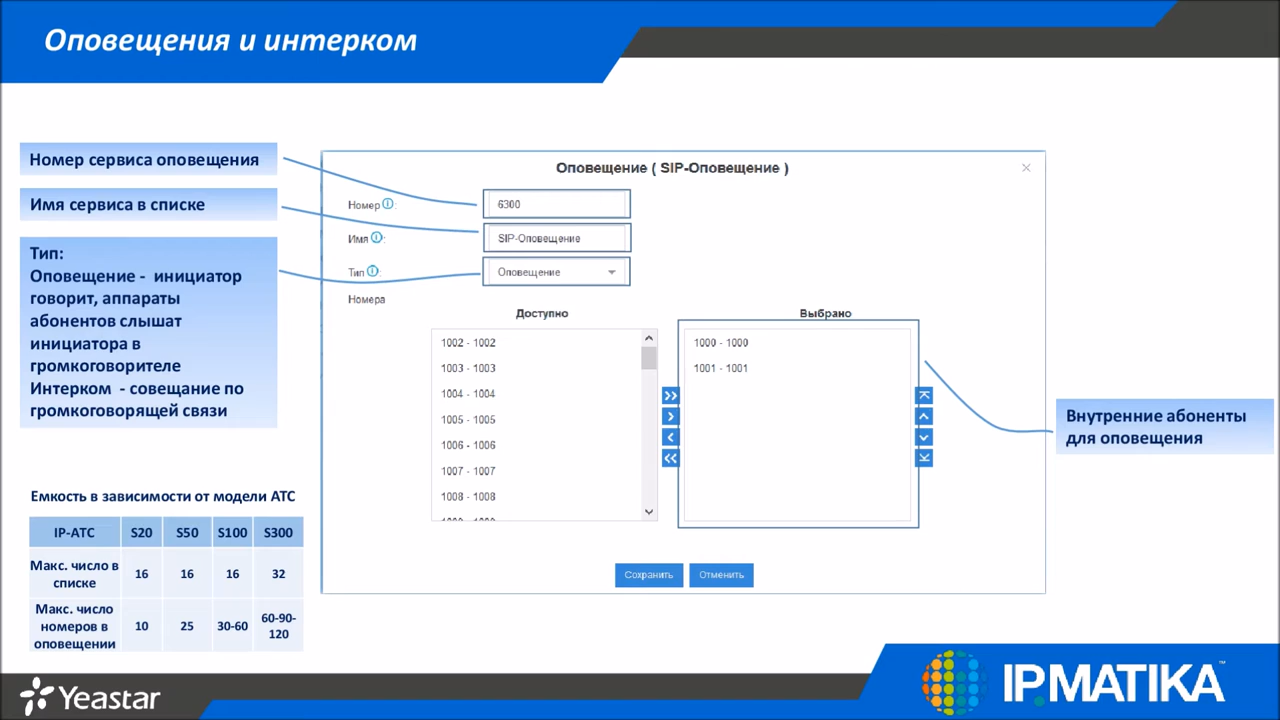 Оповещения и интерком
Номер сервиса оповещения
Имя сервиса в списке
Тип:
Оповещение - инициатор
говорит, аппараты
абонентов слышат
инициатора в
громкоговорителе
Интерком - совещание по
громкоговорящей связи
Оповещение ( SIP-Оповещение )
Номер
6300
Имя
SIP-Оповещение
Тип
Оповещение
Номера
Доступно
1002 - 1002
1003 - 1003
1004 - 1004
1005 - 1005
1006 - 1006
1007 - 1007
1008 - 1008
Выбрано
1000 - 1000
1001 - 1001
Сохранить Отменить
Внутренние абоненты
для оповещения
Емкость в зависимости от модели АТС
IP-АТС S20 S50 S100 S300
Макс. число в
списке
16 16 16 32
Макс. число
номеров в
оповещении
10 25 30-60 60-90-
120
Yeastar
IPMATIKA™